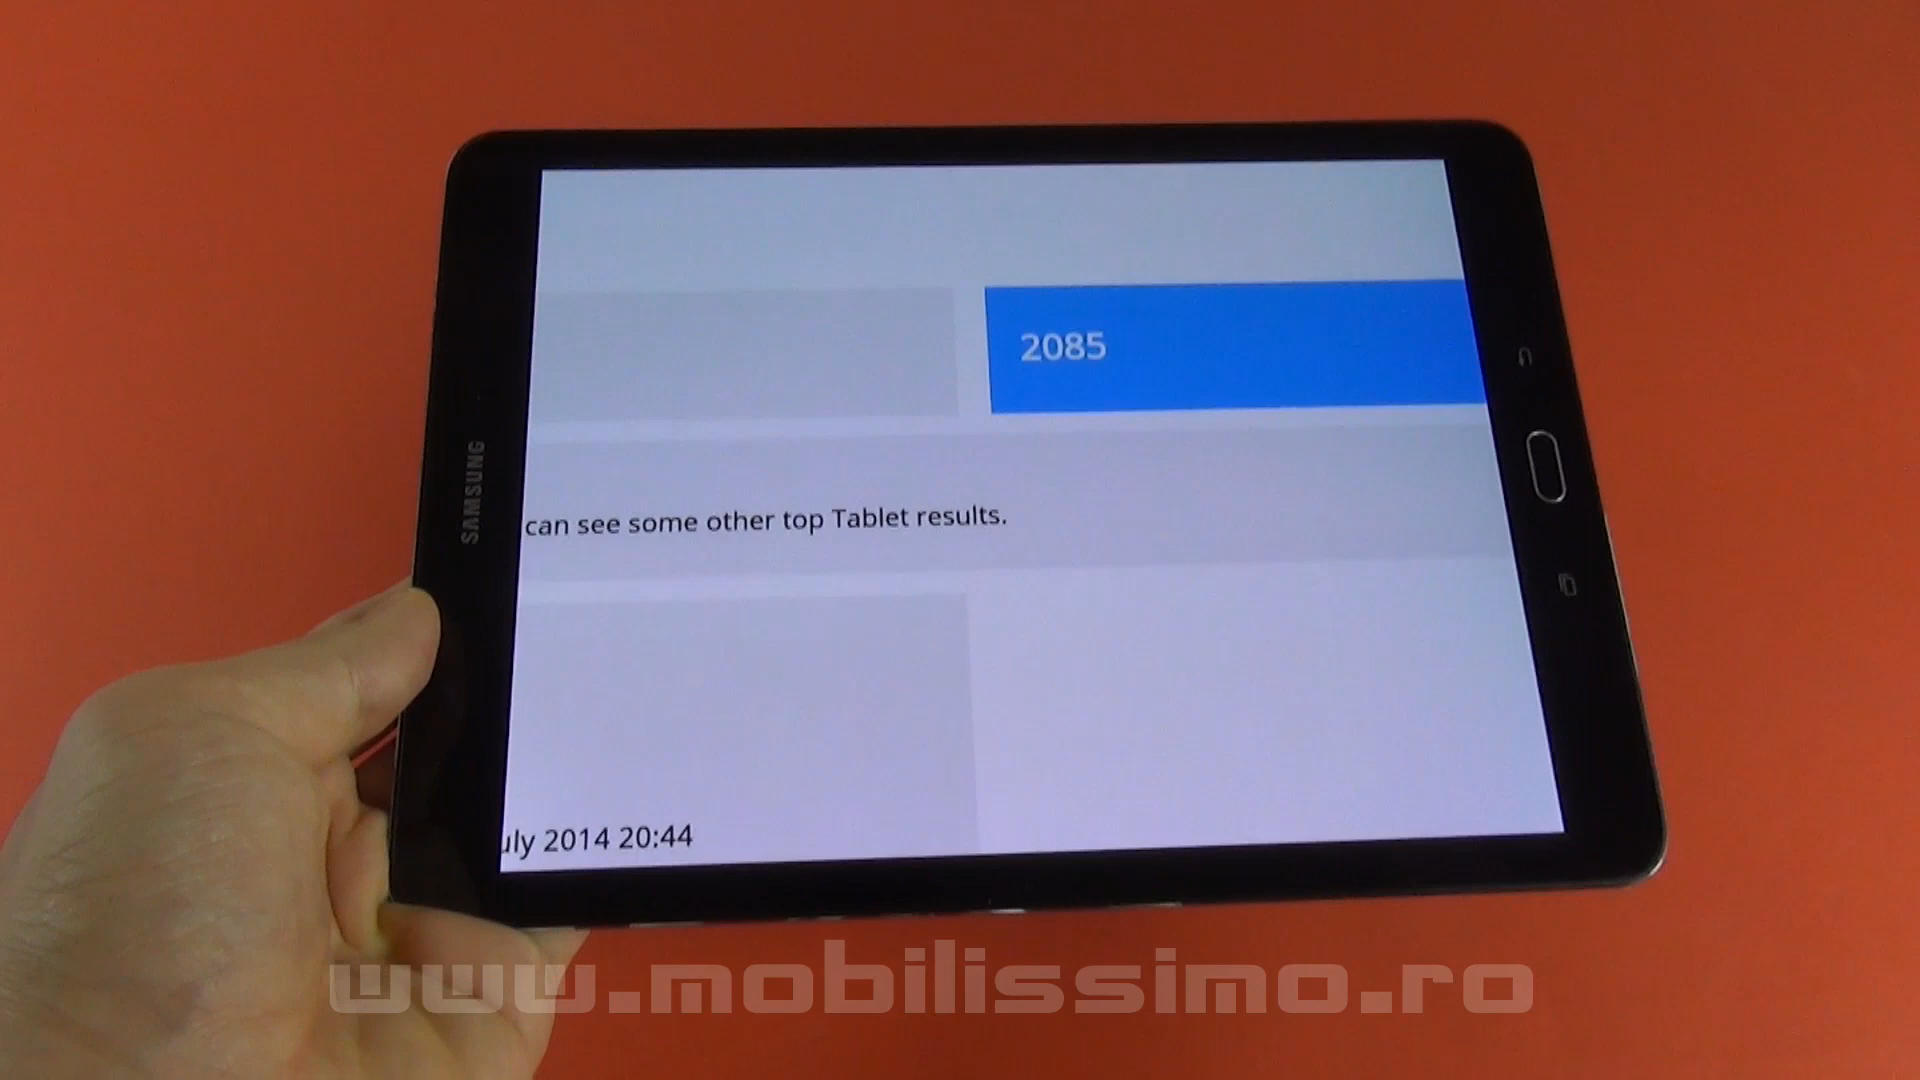 2085
SAMSUNG
can see some other top Tablet results.
uly 2014 20:44
www.mobilissimo.ro